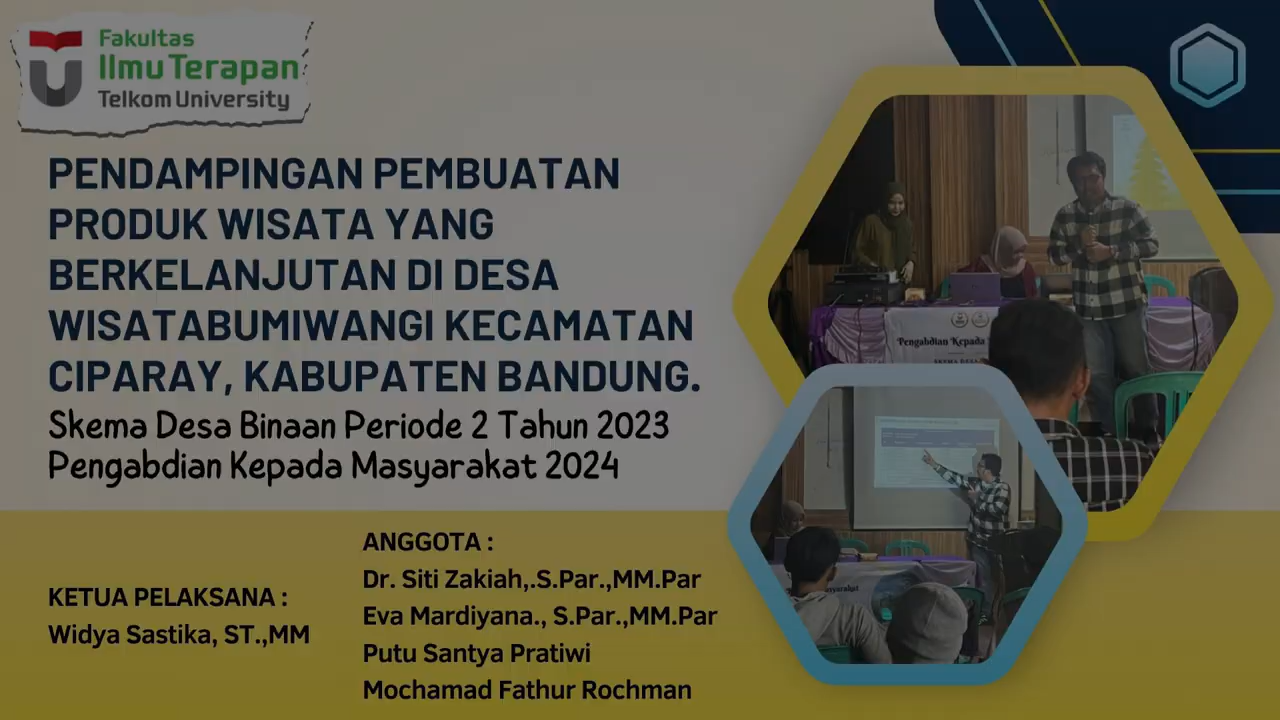 Fakultas
Ilmu Terapan
Telkom University
PENDAMPINGAN PEMBUATAN
PRODUK WISATA YANG
BERKELANJUTAN DI DESA
WISATABUMIWANGI KECAMATAN
CIPARAY, KABUPATEN BANDUNG.
Skema Desa Binaan Periode 2 Tahun 2023
Pengabdian Kepada Masyarakat 2024
KETUA PELAKSANA :
Widya Sastika, ST.,MM
ANGGOTA :
Dr. Siti Zakiah,.S.Par.,MM.Par
Eva Mardiyana., S.Par.,MM.Par
Putu Santya Pratiwi
Mochamad Fathur Rochman
Pengabdian Kepada